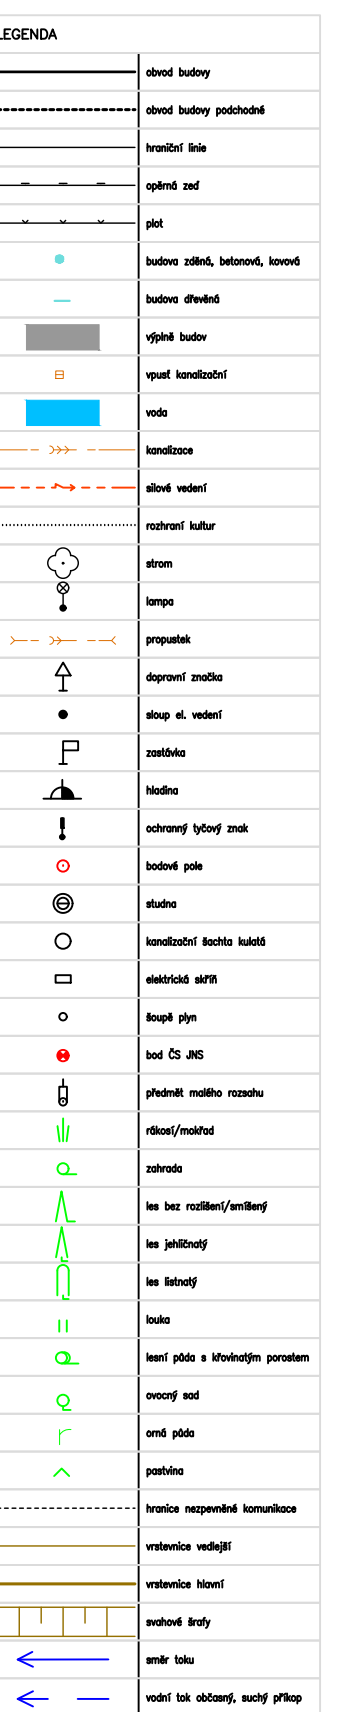 LEGENDA
obvod budovy
obvod budovy podchodné
hraniční linie
opěrná zeď
plot
budova zděná, betonová, kovová
budova dřevěná
výplně budov
vpusť kanalizační
voda
kanalizace
silové vedení
rozhraní kultur
strom
lampa
propustek
dopravní značka
sloup el. vedení
zastávka
hladina
ochranný tyčový znak
bodové pole
studna
kanalizační šachta kulatá
elektrická skříň
šoupě plyn
bod ČS JNS
předmět malého rozsahu
rákosí/mokřad
zahrada
les bez rozlišení/smíšený
les jehličnatý
les listnatý
louka
lesní půda s křovinatým porostem
ovocný sad
orná půda
pastvina
hranice nezpevněné komunikace
vrstevnice vedlejší
vrstevnice hlavní
svahové šrafy
směr toku
vodní tok občasný, suchý příkop